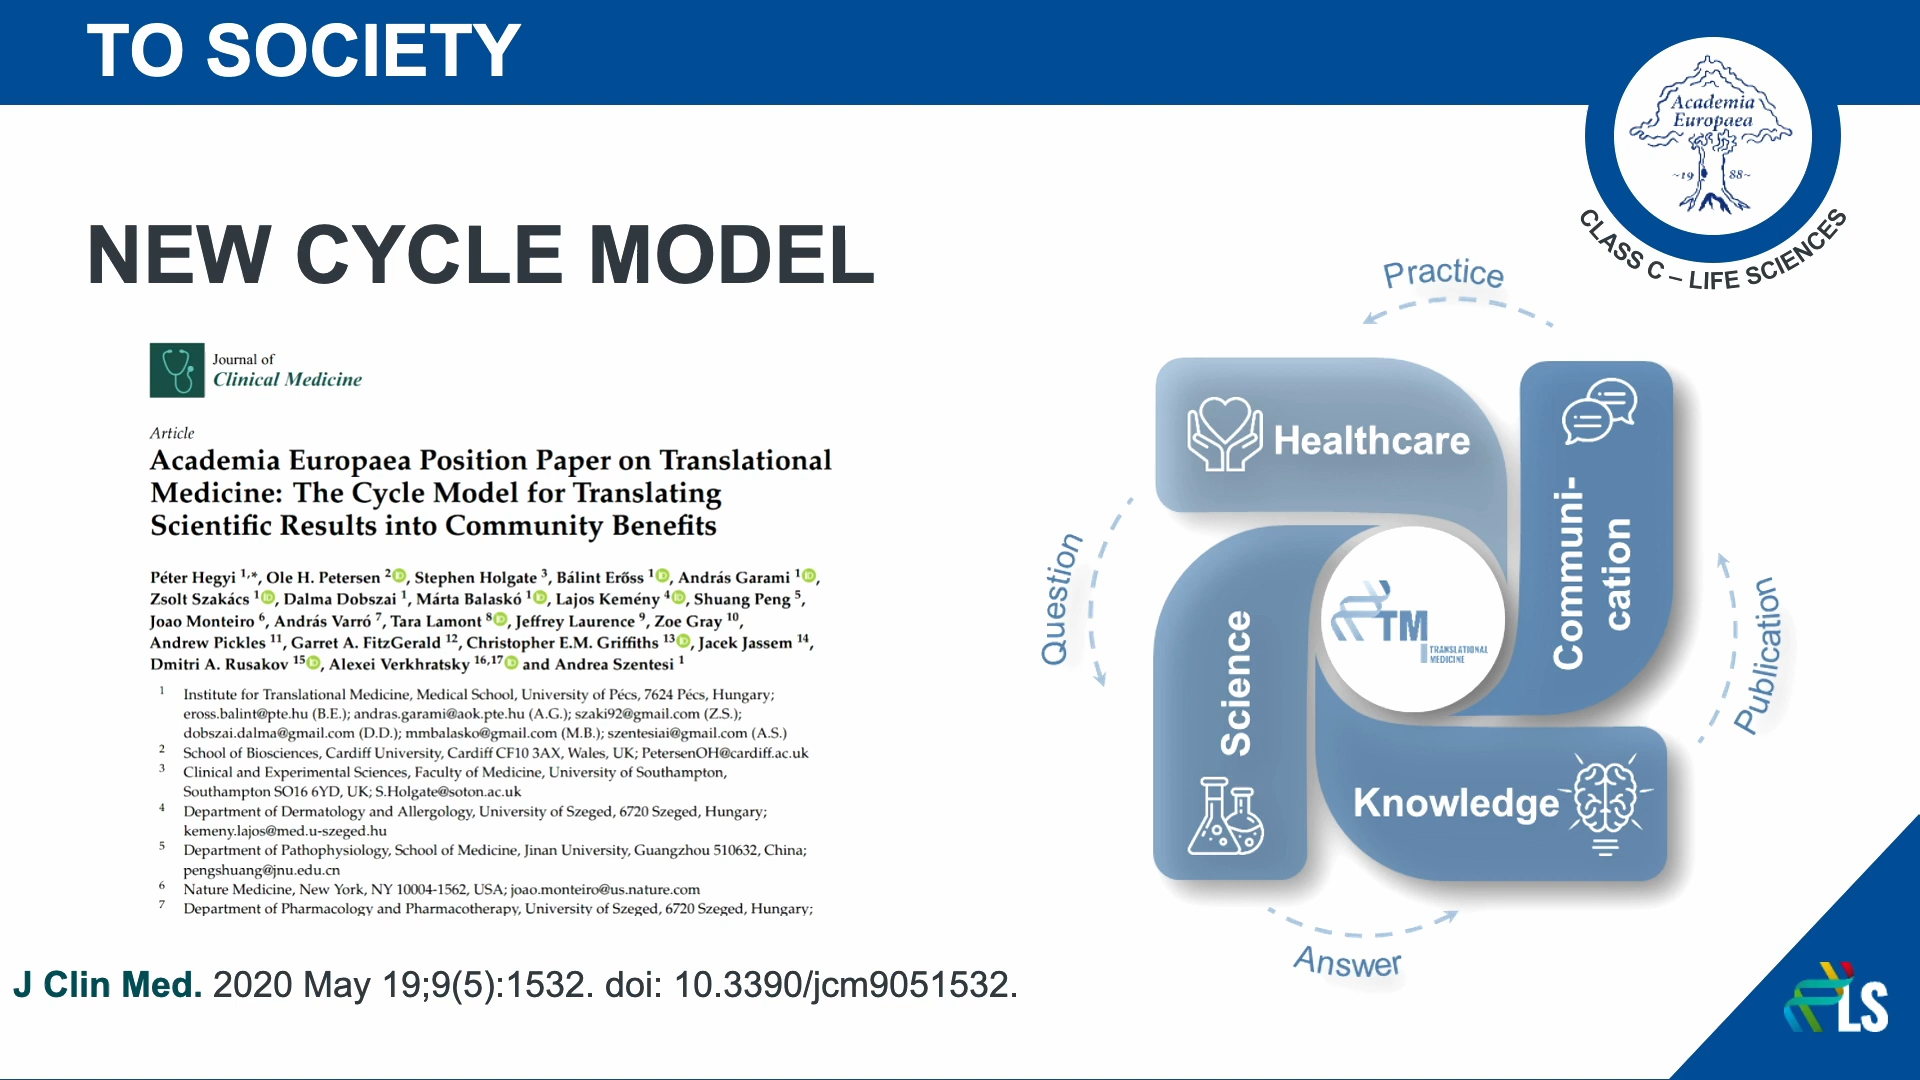 TO SOCIETY
Academia
Europaea
~19 88~
CLASS C – LIFE SCIENCES
NEW CYCLE MODEL
Journal of
Clinical Medicine
Article
Academia Europaea Position Paper on Translational
Medicine: The Cycle Model for Translating
Scientific Results into Community Benefits
Péter Hegyi 1,*, Ole H. Petersen 2, Stephen Holgate 3, Bálint Erőss 1, András Garami 1,
Zsolt Szakács 1, Dalma Dobszai 1, Márta Balaskó 1, Lajos Kemény 4, Shuang Peng 5,
Joao Monteiro 6, András Varró 7, Tara Lamont 8, Jeffrey Laurence 9, Zoe Gray 10,
Andrew Pickles 11, Garret A. FitzGerald 12, Christopher E.M. Griffiths 13, Jacek Jassem 14,
Dmitri A. Rusakov 15, Alexei Verkhratsky 16,17 and Andrea Szentesi 1
1 Institute for Translational Medicine, Medical School, University of Pécs, 7624 Pécs, Hungary;
eross.balint@pte.hu (B.E.); andras.garami@aok.pte.hu (A.G.); szaki92@gmail.com (Z.S.);
dobszai.dalma@gmail.com (D.D.); mmbalasko@gmail.com (M.B.); szentesiai@gmail.com (A.S.)
2 School of Biosciences, Cardiff University, Cardiff CF10 3AX, Wales, UK; PetersenOH@cardiff.ac.uk
3 Clinical and Experimental Sciences, Faculty of Medicine, University of Southampton,
Southampton SO16 6YD, UK; S.Holgate@soton.ac.uk
4 Department of Dermatology and Allergology, University of Szeged, 6720 Szeged, Hungary;
kemeny.lajos@med.u-szeged.hu
5 Department of Pathophysiology, School of Medicine, Jinan University, Guangzhou 510632, China;
pengshuang@jnu.edu.cn
6 Nature Medicine, New York, NY 10004-1562, USA; joao.monteiro@us.nature.com
7 Department of Pharmacology and Pharmacotherapy, University of Szeged, 6720 Szeged, Hungary;
J Clin Med. 2020 May 19;9(5):1532. doi: 10.3390/jcm9051532.
Practice
Healthcare
Communi-
cation
Question
Science
TM
TRANSLATIONAL
MEDICINE
Publication
Knowledge
Answer
LS